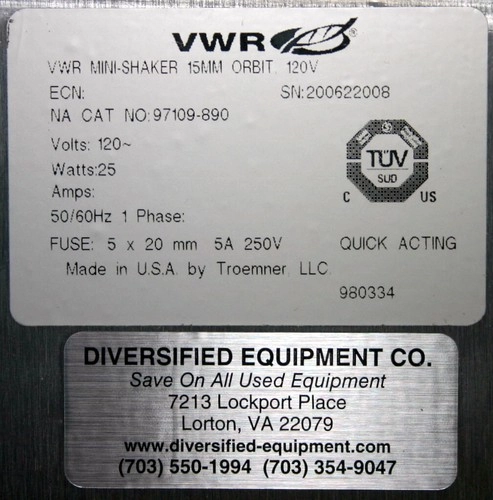 VWR
VWR MINI-SHAKER 15MM ORBIT, 120V
ECN: SN:200622008
NA CAT NO:97109-890
Volts: 120~
Watts:25
Amps:
50/60Hz 1 Phase:
TÜV
SUD
C US
FUSE: 5 x 20 mm 5A 250V QUICK ACTING
Made in U.S.A. by Troemner, LLC.
980334
DIVERSIFIED EQUIPMENT CO.
Save On All Used Equipment
7213 Lockport Place
Lorton, VA 22079
www.diversified-equipment.com
(703) 550-1994 (703) 354-9047